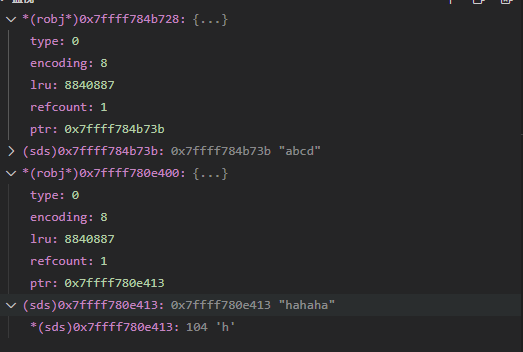 *(robj*)0x7ffff784b728: {...}
type: 0
encoding: 8
lru: 8840887
refcount: 1
ptr: 0x7ffff784b73b
(sds)0x7ffff784b73b: 0x7ffff784b73b "abcd"
*(robj*)0x7ffff780e400: {...}
type: 0
encoding: 8
lru: 8840887
refcount: 1
ptr: 0x7ffff780e413
(sds)0x7ffff780e413: 0x7ffff780e413 "hahaha"
*(sds)0x7ffff780e413: 104 'h'